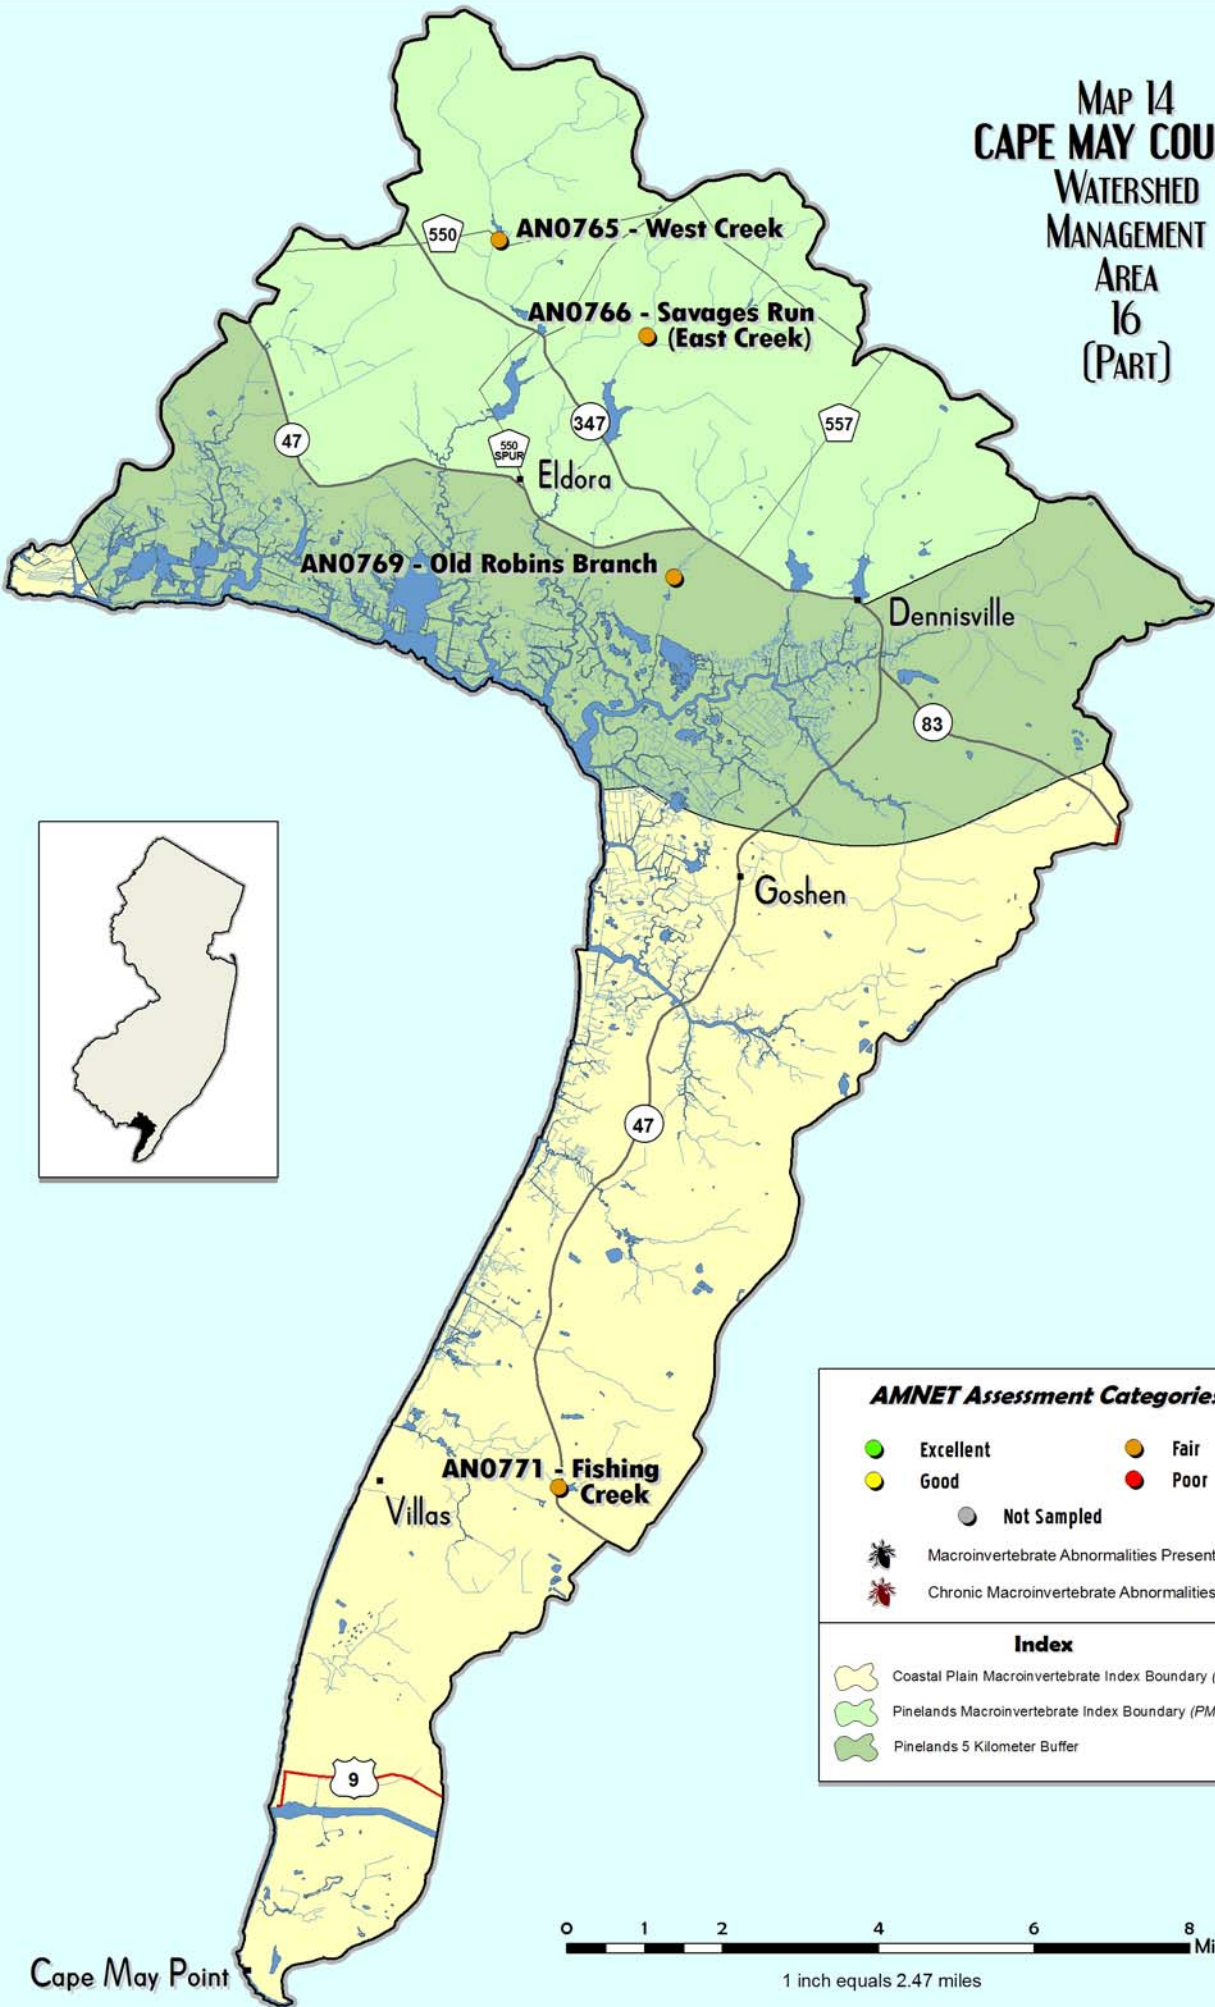 MAP 14
CAPE MAY COU
WATERSHED
MANAGEMENT
AREA
16
(PART)
550
AN0765 - West Creek
AN0766 - Savages Run
(East Creek)
47
550
SPUR
347
557
Eldora
AN0769 - Old Robins Branch
Dennisville
83
Goshen
47
AN0771 - Fishing
Creek
Villas
9
Cape May Point
AMNET Assessment Categories
Excellent
Fair
Good
Poor
Not Sampled
Macroinvertebrate Abnormalities Present
Chronic Macroinvertebrate Abnormalities
Index
Coastal Plain Macroinvertebrate Index Boundary (
Pinelands Macroinvertebrate Index Boundary (PM
Pinelands 5 Kilometer Buffer
0 1 2 4 6 8
Mi
1 inch equals 2.47 miles